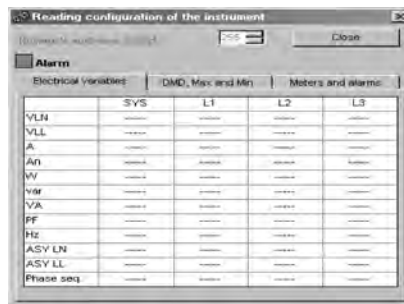 Reading configuration of the instrument
255
Close
Alarm
Electrical variables
DMD, Max and Min
Meters and alarms
SYS L1 L2 L3
VLN ----- ----- ----- -----
VLL ----- ----- ----- -----
A ----- ----- ----- -----
An ----- ----- ----- -----
W ----- ----- ----- -----
var ----- ----- ----- -----
VA ----- ----- ----- -----
PF ----- ----- ----- -----
Hz ----- ----- ----- -----
ASY LN ----- ----- ----- -----
ASY LL ----- ----- ----- -----
Phase seq. ----- ----- ----- -----